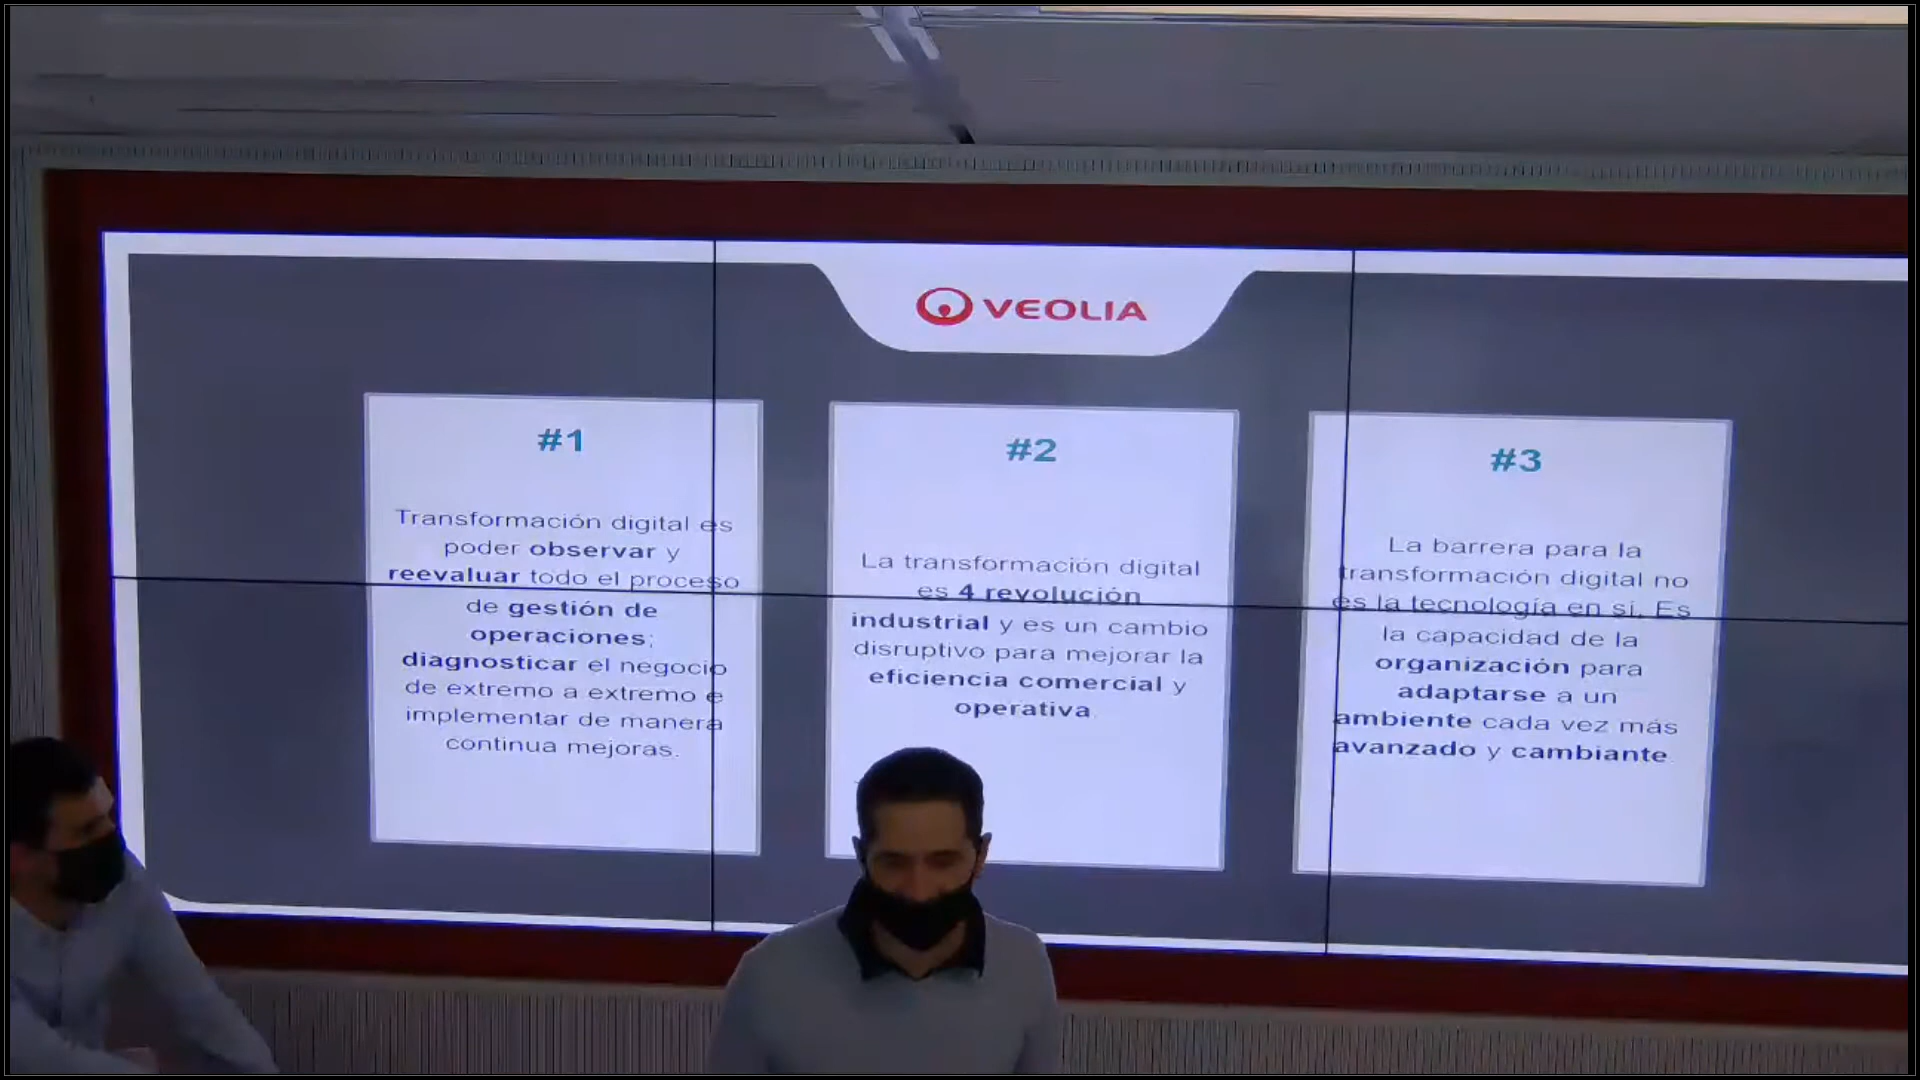 VEOLIA
#1
Transformación digital es
poder observar y
reevaluar todo el proceso
de gestión de
operaciones;
diagnosticar el negocio
de extremo a extremo e
implementar de manera
continua mejoras.
#2
La transformación digital
es 4 revolución
industrial y es un cambio
disruptivo para mejorar la
eficiencia comercial y
operativa.
#3
La barrera para la
transformación digital no
es la tecnología en si. Es
la capacidad de la
organización para
adaptarse a un
ambiente cada vez más
avanzado y cambiante.